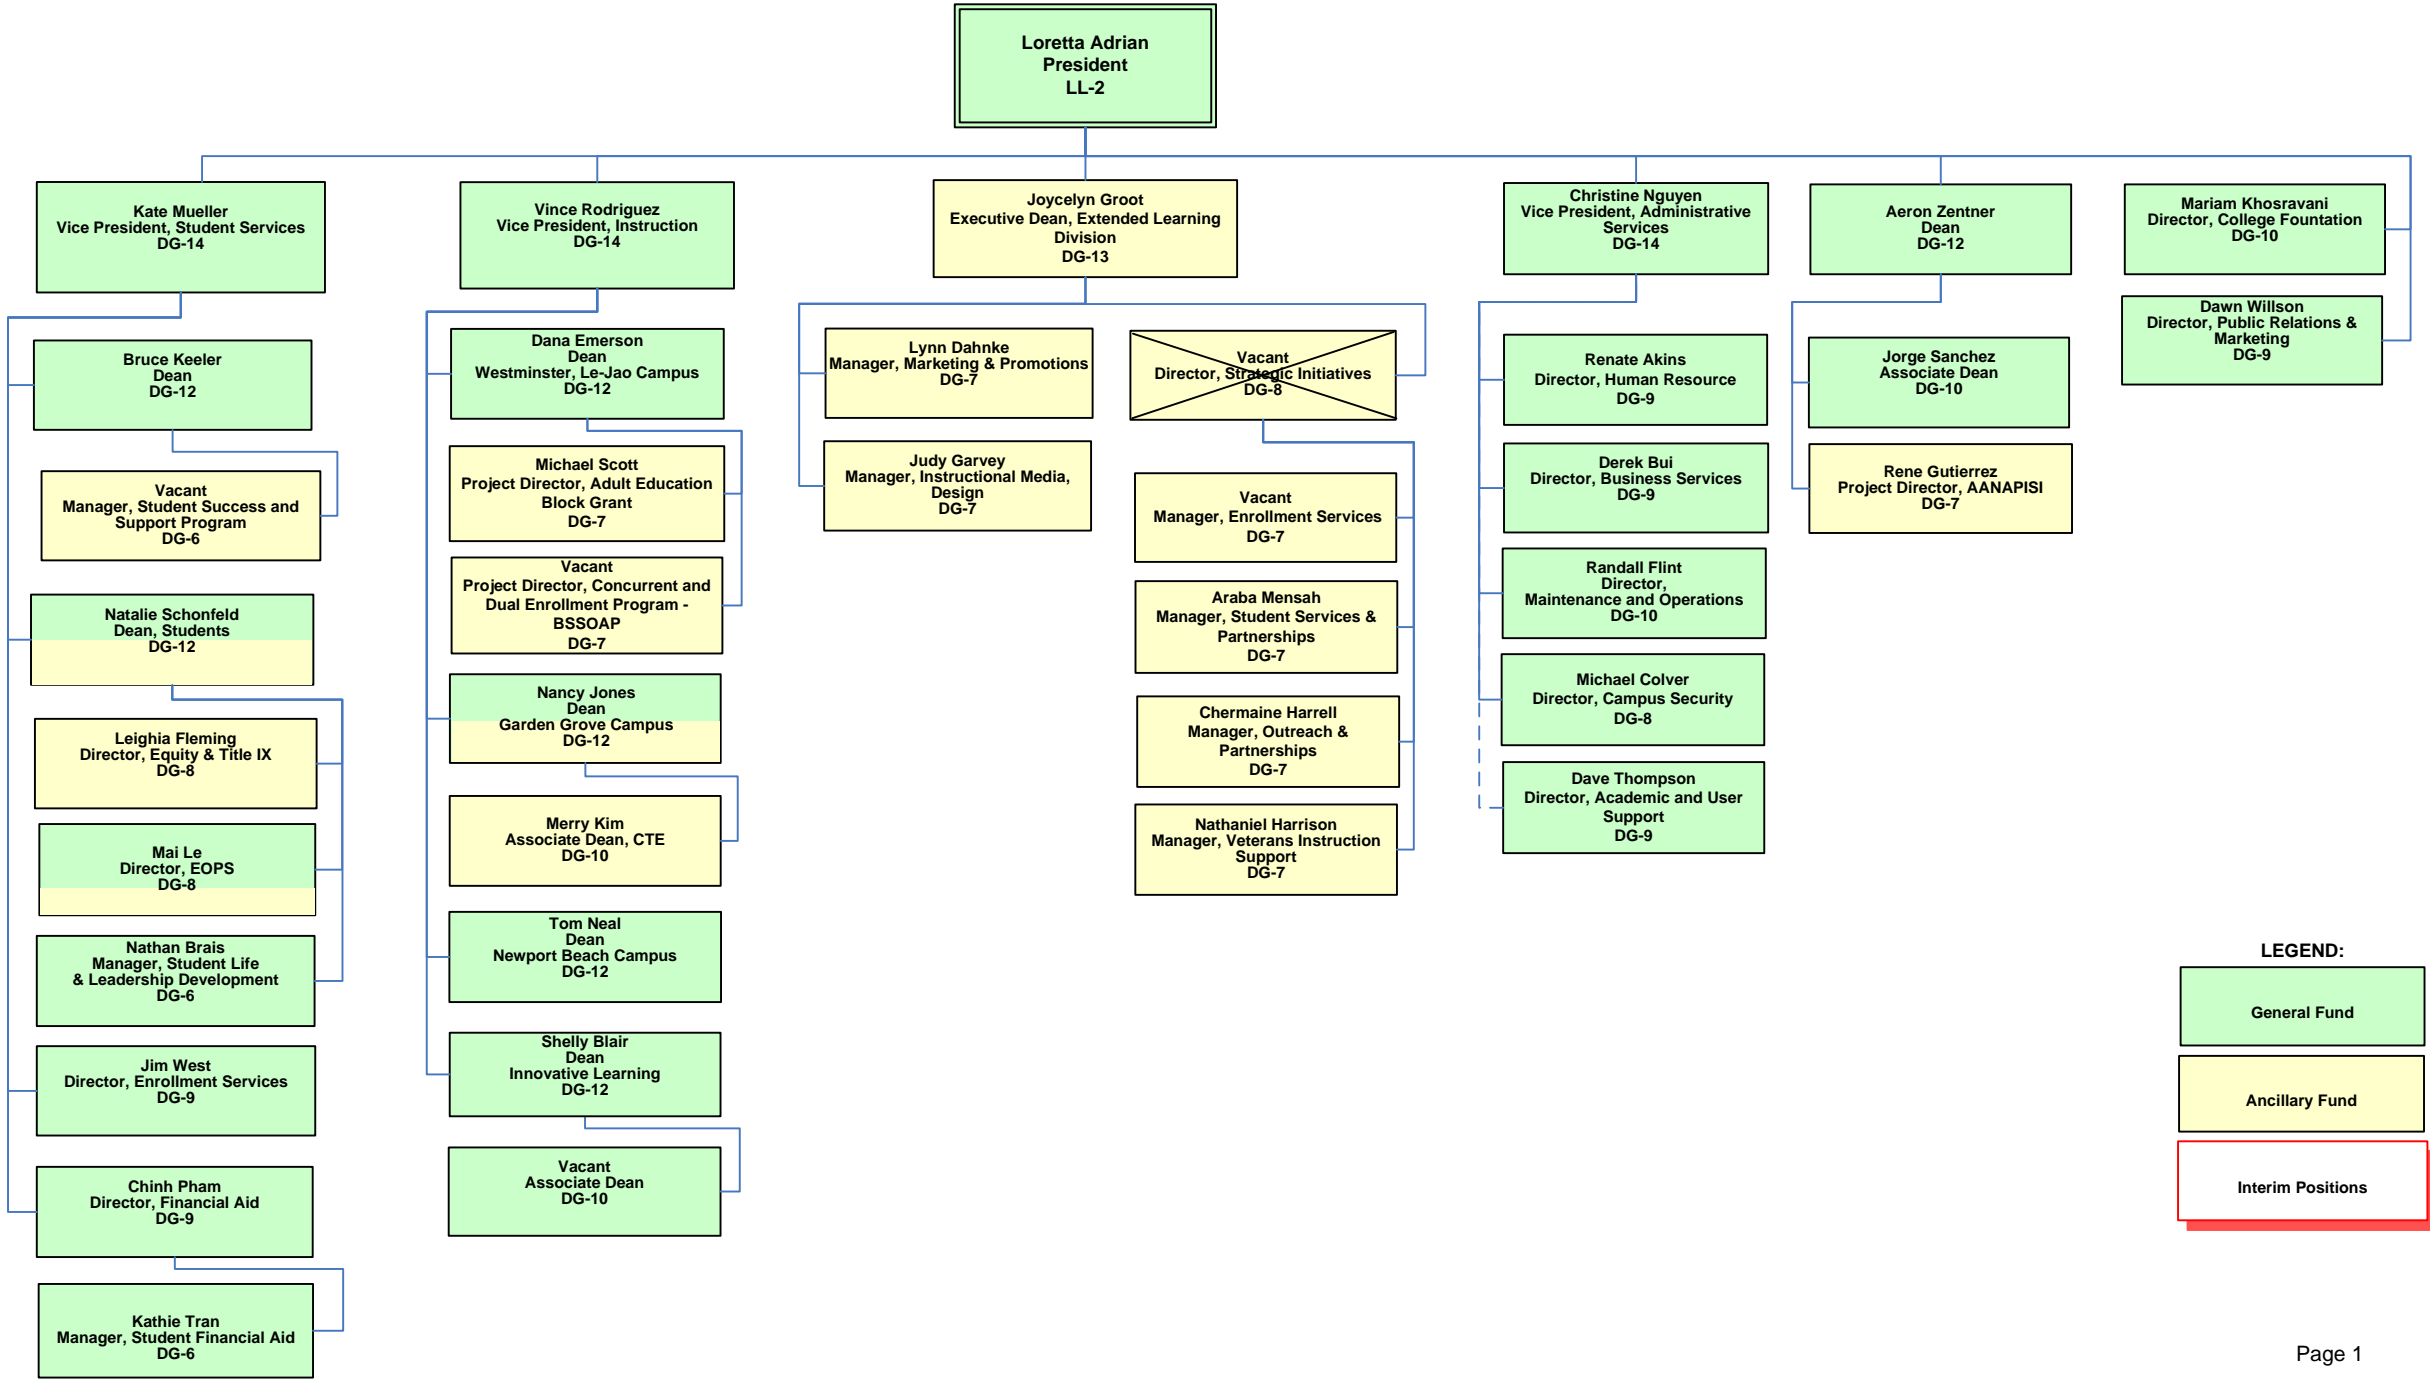 Loretta Adrian
President
LL-2
Kate Mueller
Vice President, Student Services
DG-14
Vince Rodriguez
Vice President, Instruction
DG-14
Joycelyn Groot
Executive Dean, Extended Learning
Division
DG-13
Christine Nguyen
Vice President, Administrative
Services
DG-14
Aeron Zentner
Dean
DG-12
Mariam Khosravani
Director, College Foundation
DG-10
Dawn Willson
Director, Public Relations &
Marketing
DG-9
Bruce Keeler
Dean
DG-12
Vacant
Manager, Student Success and
Support Program
DG-6
Natalie Schonfeld
Dean, Students
DG-12
Leighia Fleming
Director, Equity & Title IX
DG-8
Mai Le
Director, EOPS
DG-8
Nathan Brais
Manager, Student Life
& Leadership Development
DG-6
Jim West
Director, Enrollment Services
DG-9
Chinh Pham
Director, Financial Aid
DG-9
Kathie Tran
Manager, Student Financial Aid
DG-6
Dana Emerson
Dean
Westminster, Le-Jao Campus
DG-12
Michael Scott
Project Director, Adult Education
Block Grant
DG-7
Vacant
Project Director, Concurrent and
Dual Enrollment Program -
BSSOAP
DG-7
Nancy Jones
Dean
Garden Grove Campus
DG-12
Merry Kim
Associate Dean, CTE
DG-10
Tom Neal
Dean
Newport Beach Campus
DG-12
Shelly Blair
Dean
Innovative Learning
DG-12
Vacant
Associate Dean
DG-10
Lynn Dahnke
Manager, Marketing & Promotions
DG-7
Judy Garvey
Manager, Instructional Media,
Design
DG-7
Vacant
Director, Strategic Initiatives
DG-8
Vacant
Manager, Enrollment Services
DG-7
Araba Mensah
Manager, Student Services &
Partnerships
DG-7
Chermaine Harrell
Manager, Outreach &
Partnerships
DG-7
Nathaniel Harrison
Manager, Veterans Instruction
Support
DG-7
Renate Akins
Director, Human Resource
DG-9
Derek Bui
Director, Business Services
DG-9
Randall Flint
Director,
Maintenance and Operations
DG-10
Michael Colver
Director, Campus Security
DG-8
Dave Thompson
Director, Academic and User
Support
DG-9
Jorge Sanchez
Associate Dean
DG-10
Rene Gutierrez
Project Director, AANAPISI
DG-7
LEGEND:
General Fund
Ancillary Fund
Interim Positions
Page 1